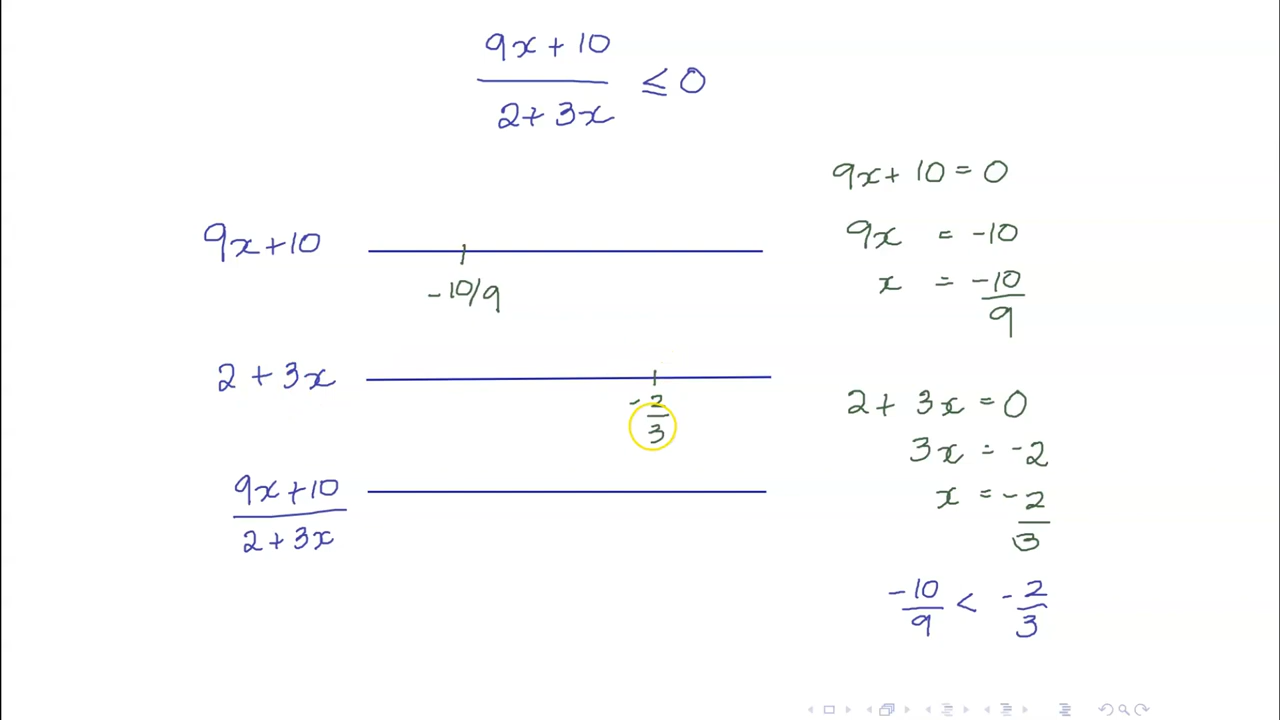 9x + 10
2 + 3x
≤ 0
9x + 10 = 0
9x + 10
9x = -10
-10/9
x = -10
9
2 + 3x
- 2
3
2 + 3x = 0
3x = -2
9x + 10
2 + 3x
x = - 2
3
-10 < - 2
9 3